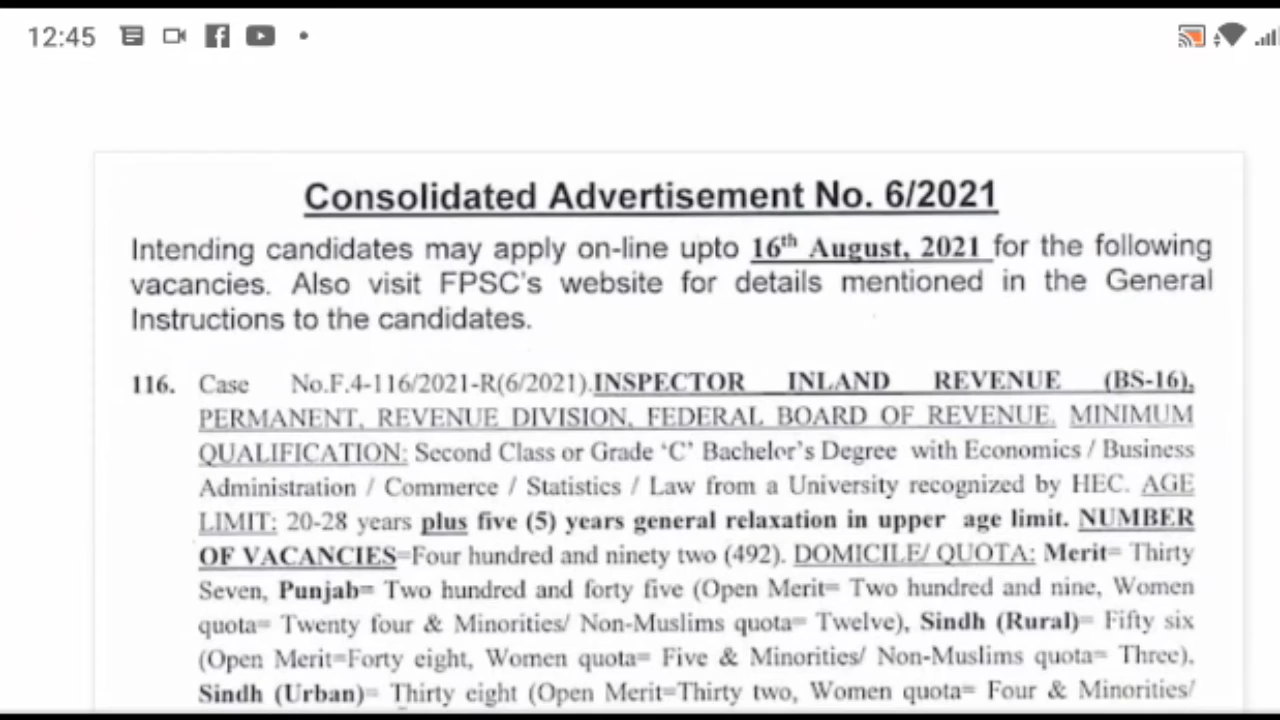 12:45
Consolidated Advertisement No. 6/2021
Intending candidates may apply on-line upto 16th August, 2021 for the following
vacancies. Also visit FPSC's website for details mentioned in the General
Instructions to the candidates.
116. Case No.F.4-116/2021-R(6/2021).INSPECTOR INLAND REVENUE (BS-16),
PERMANENT, REVENUE DIVISION, FEDERAL BOARD OF REVENUE. MINIMUM
QUALIFICATION: Second Class or Grade ‘C’ Bachelor's Degree with Economics / Business
Administration / Commerce / Statistics / Law from a University recognized by HEC. AGE
LIMIT: 20-28 years plus five (5) years general relaxation in upper age limit. NUMBER
OF VACANCIES=Four hundred and ninety two (492). DOMICILE/ QUOTA: Merit= Thirty
Seven, Punjab= Two hundred and forty five (Open Merit= Two hundred and nine, Women
quota= Twenty four & Minorities/ Non-Muslims quota= Twelve), Sindh (Rural)= Fifty six
(Open Merit=Forty eight, Women quota= Five & Minorities/ Non-Muslims quota= Three),
Sindh (Urban)= Thirty eight (Open Merit=Thirty two, Women quota= Four & Minorities/